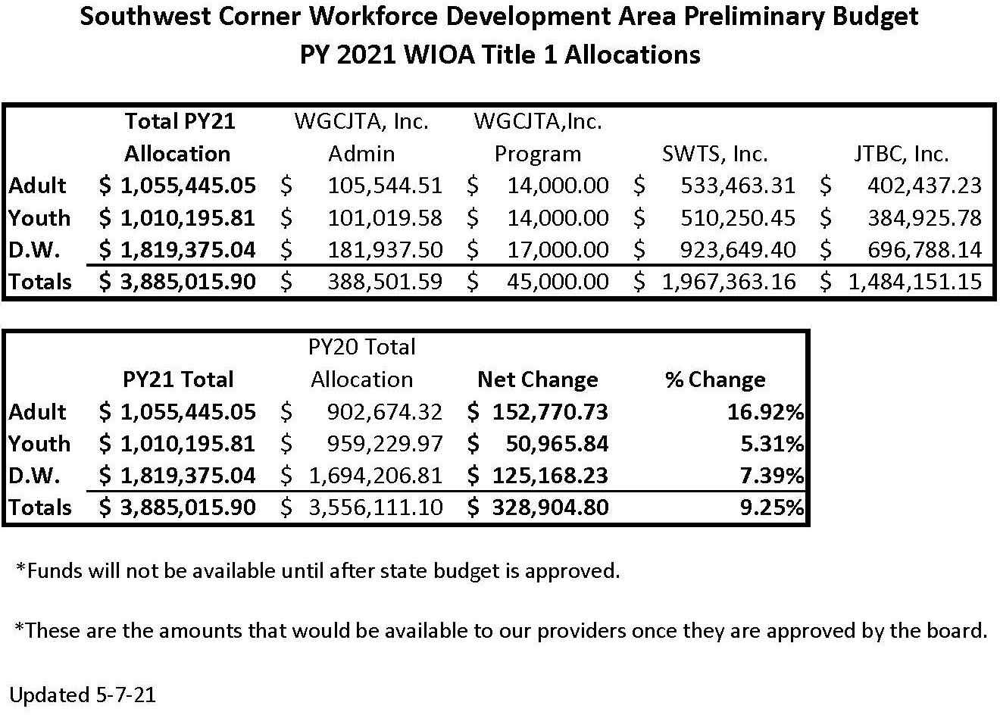 Southwest Corner Workforce Development Area Preliminary Budget
PY 2021 WIOA Title 1 Allocations
Total PY21 WGCJTA, Inc. WGCJTA,Inc.
Allocation Admin Program SWTS, Inc. JTBC, Inc.
Adult $ 1,055,445.05 $ 105,544.51 $ 14,000.00 $ 533,463.31 $ 402,437.23
Youth $ 1,010,195.81 $ 101,019.58 $ 14,000.00 $ 510,250.45 $ 384,925.78
D.W. $ 1,819,375.04 $ 181,937.50 $ 17,000.00 $ 923,649.40 $ 696,788.14
Totals $ 3,885,015.90 $ 388,501.59 $ 45,000.00 $ 1,967,363.16 $ 1,484,151.15
PY20 Total
PY21 Total Allocation Net Change % Change
Adult $ 1,055,445.05 $ 902,674.32 $ 152,770.73 16.92%
Youth $ 1,010,195.81 $ 959,229.97 $ 50,965.84 5.31%
D.W. $ 1,819,375.04 $ 1,694,206.81 $ 125,168.23 7.39%
Totals $ 3,885,015.90 $ 3,556,111.10 $ 328,904.80 9.25%
*Funds will not be available until after state budget is approved.
*These are the amounts that would be available to our providers once they are approved by the board.
Updated 5-7-21